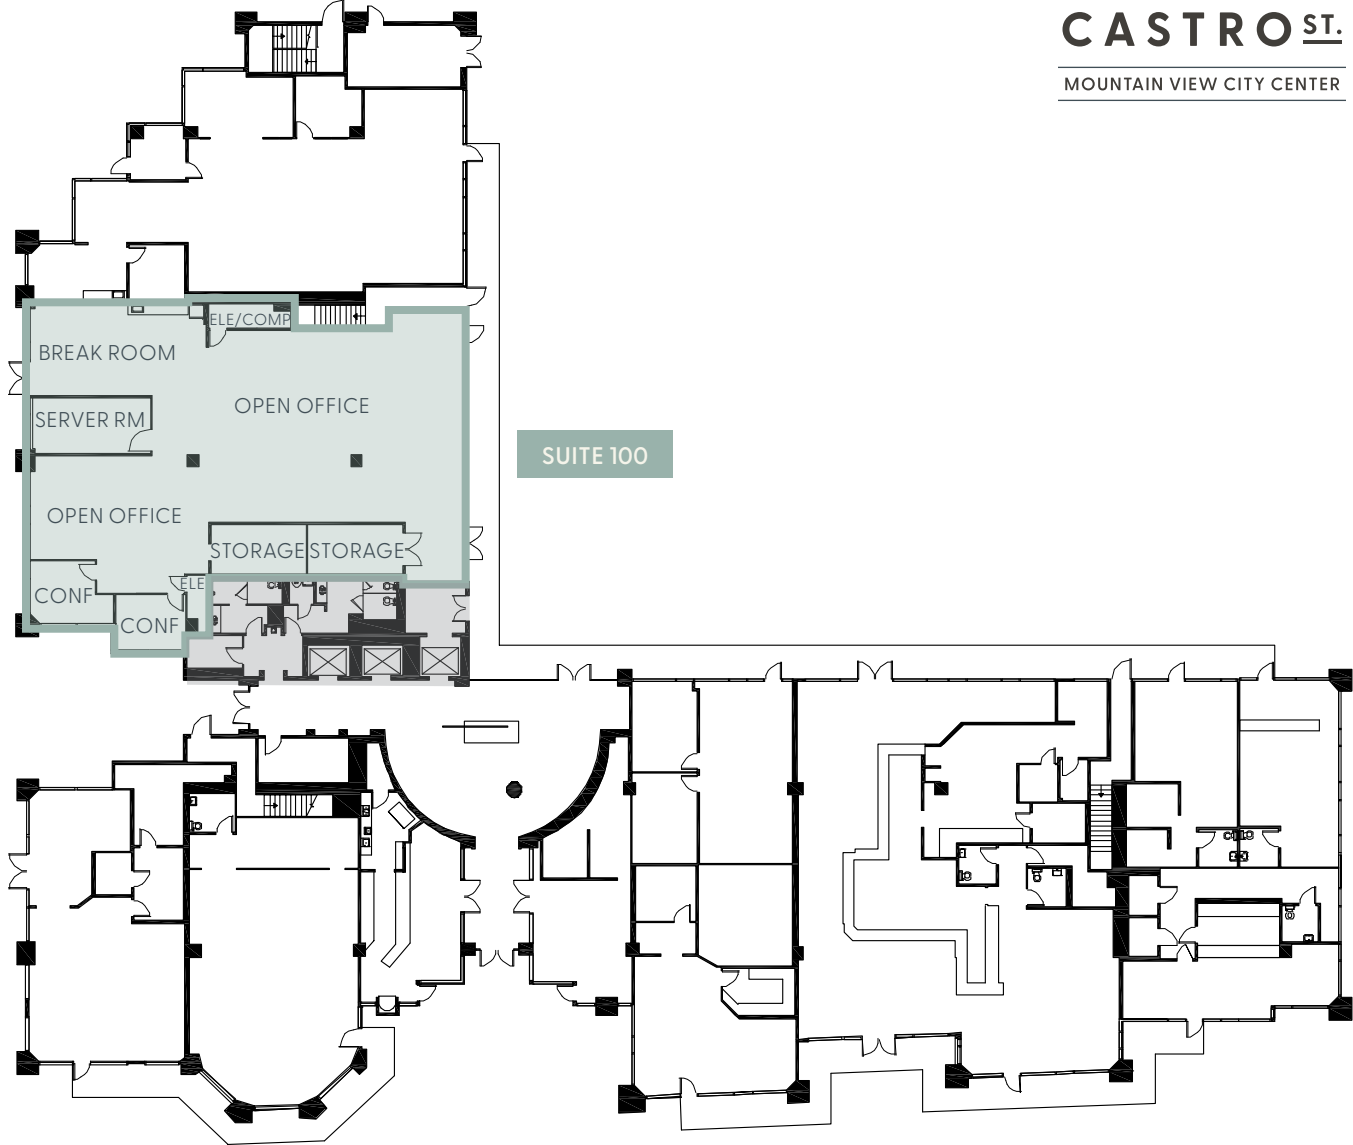 CASTRO ST.
MOUNTAIN VIEW CITY CENTER
ELE/COMP
BREAK ROOM
OPEN OFFICE
SERVER RM
SUITE 100
OPEN OFFICE
STORAGE STORAGE
ELE
CONF
CONF